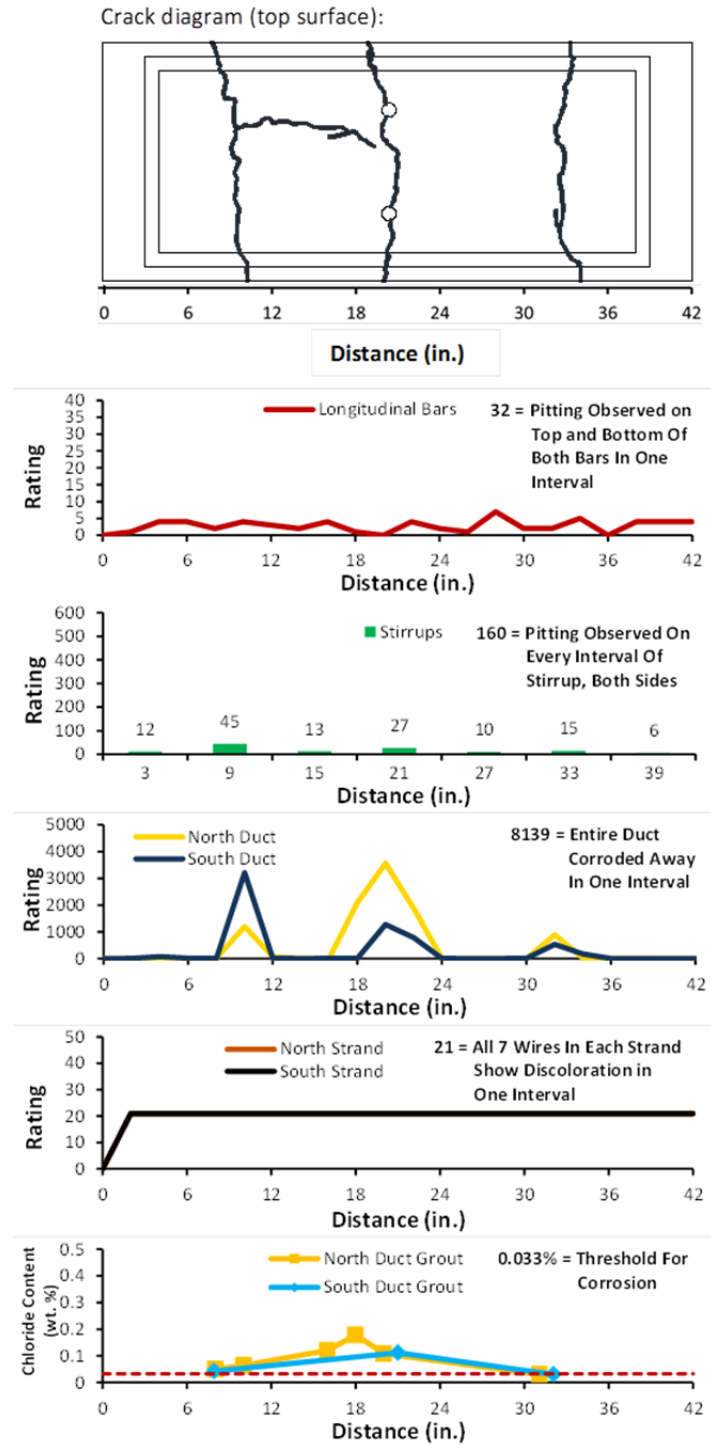 Crack diagram (top surface):
0 6 12 18 24 30 36 42
Distance (in.)
40
35
30
25
20
15
10
5
0
Rating
Longitudinal Bars
32 = Pitting Observed on
Top and Bottom Of
Both Bars In One
Interval
0 6 12 18 24 30 36 42
Distance (in.)
600
500
400
300
200
100
0
Rating
Stirrups
160 = Pitting Observed On
Every Interval Of
Stirrup, Both Sides
12 45 13 27 10 15 6
3 9 15 21 27 33 39
Distance (in.)
5000
4000
3000
2000
1000
0
Rating
North Duct
South Duct
8139 = Entire Duct
Corroded Away
In One Interval
0 6 12 18 24 30 36 42
Distance (in.)
50
40
30
20
10
0
Rating
North Strand
South Strand
21 = All 7 Wires In Each Strand
Show Discoloration in
One Interval
0 6 12 18 24 30 36 42
Distance (in.)
0.5
0.4
0.3
0.2
0.1
0
Chloride Content
(wt. %)
North Duct Grout
South Duct Grout
0.033% = Threshold For
Corrosion
0 6 12 18 24 30 36 42
Distance (in.)